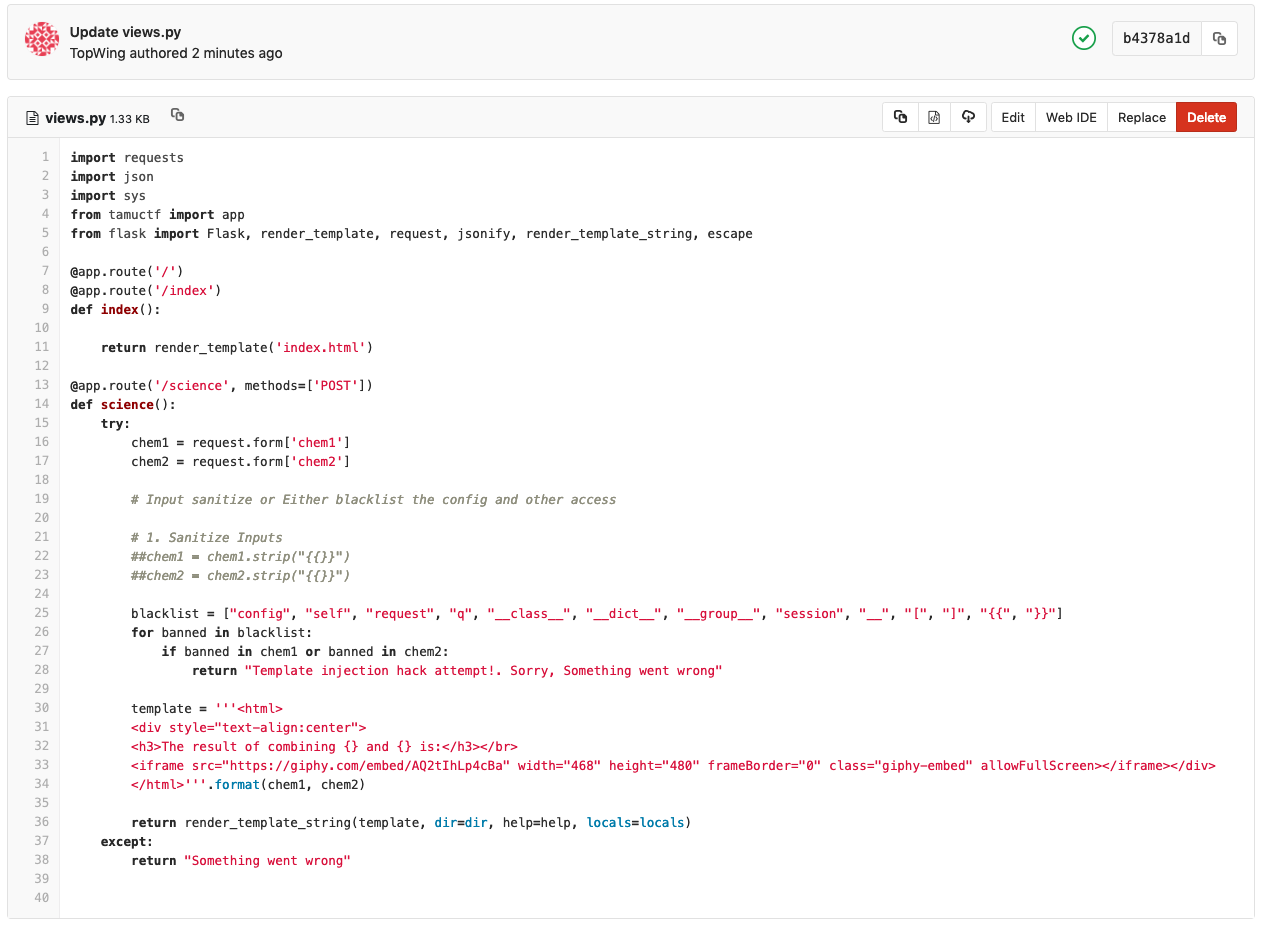 Update views.py
TopWing authored 2 minutes ago
b4378a1d
views.py 1.33 KB
Edit
Web IDE
Replace
Delete
1 import requests
2 import json
3 import sys
4 from tamuctf import app
5 from flask import Flask, render_template, request, jsonify, render_template_string, escape
6
7 @app.route('/')
8 @app.route('/index')
9 def index():
10
11     return render_template('index.html')
12
13 @app.route('/science', methods=['POST'])
14 def science():
15     try:
16         chem1 = request.form['chem1']
17         chem2 = request.form['chem2']
18
19         # Input sanitize or Either blacklist the config and other access
20
21         # 1. Sanitize Inputs
22         ##chem1 = chem1.strip("{{}}")
23         ##chem2 = chem2.strip("{{}}")
24
25         blacklist = ["config", "self", "request", "q", "__class__", "__dict__", "__group__", "session", "__", "[", "]", "{{", "}}"]
26         for banned in blacklist:
27             if banned in chem1 or banned in chem2:
28                 return "Template injection hack attempt!. Sorry, Something went wrong"
29
30         template = '''<html>
31         <div style="text-align:center">
32         <h3>The result of combining {} and {} is:</h3></br>
33         <iframe src="https://giphy.com/embed/AQ2tIhLp4cBa" width="468" height="480" frameBorder="0" class="giphy-embed" allowFullScreen></iframe></div>
34         </html>'''.format(chem1, chem2)
35
36         return render_template_string(template, dir=dir, help=help, locals=locals)
37     except:
38         return "Something went wrong"
39
40